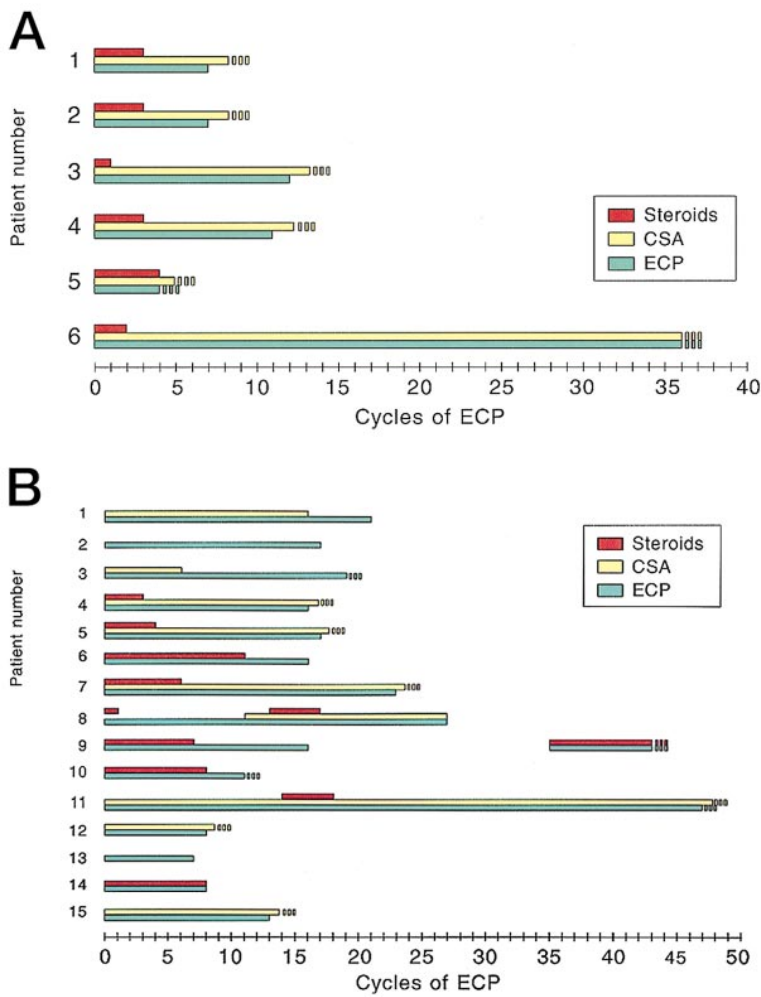 A
Patient number
1
2
3
4
5
6
Steroids
CSA
ECP
0 5 10 15 20 25 30 35 40
Cycles of ECP
B
Patient number
1
2
3
4
5
6
7
8
9
10
11
12
13
14
15
Steroids
CSA
ECP
0 5 10 15 20 25 30 35 40 45 50
Cycles of ECP